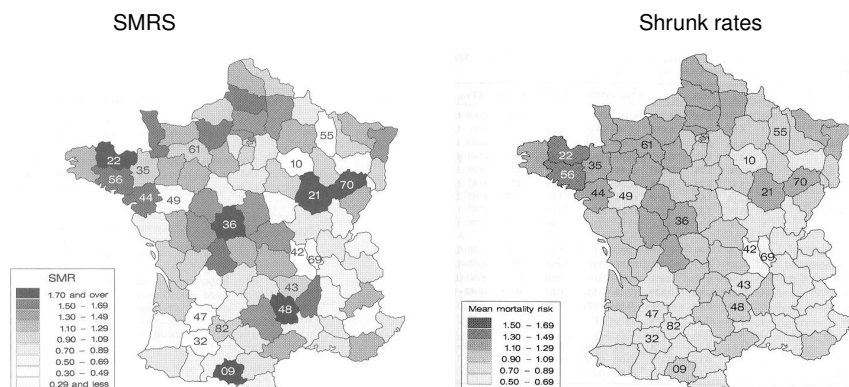 SMRS
Shrunk rates
55
61
22
35
10
56
70
21
44
49
36
42
69
43
48
47
82
32
09
SMR
1.70 and over
1.50 – 1.69
1.30 – 1.49
1.10 – 1.29
0.90 – 1.09
0.70 – 0.89
0.50 – 0.69
0.30 – 0.49
0.29 and less
55
61
22
35
10
56
70
21
44
49
36
42
69
43
48
47
82
32
09
Mean mortality risk
1.50 – 1.69
1.30 – 1.49
1.10 – 1.29
0.90 – 1.09
0.70 – 0.89
0.50 – 0.69